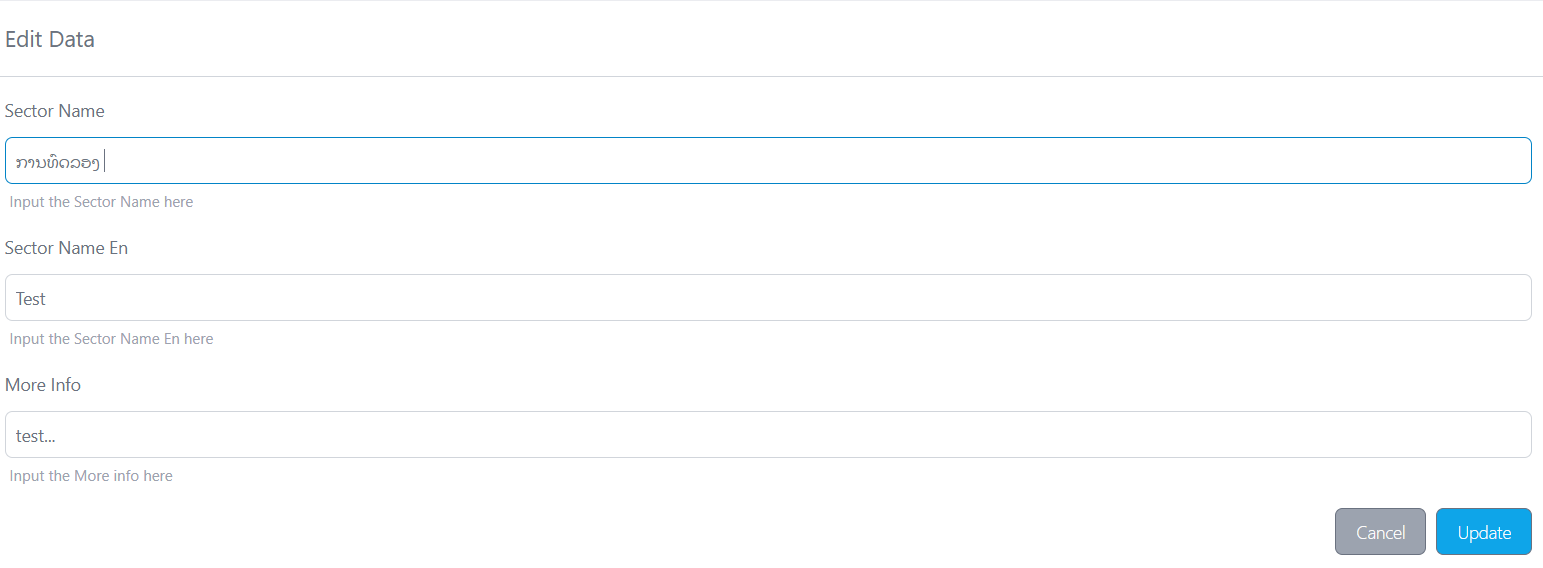 Edit Data
Sector Name
ການທົດລອງ
Input the Sector Name here
Sector Name En
Test
Input the Sector Name En here
More Info
test...
Input the More info here
Cancel Update